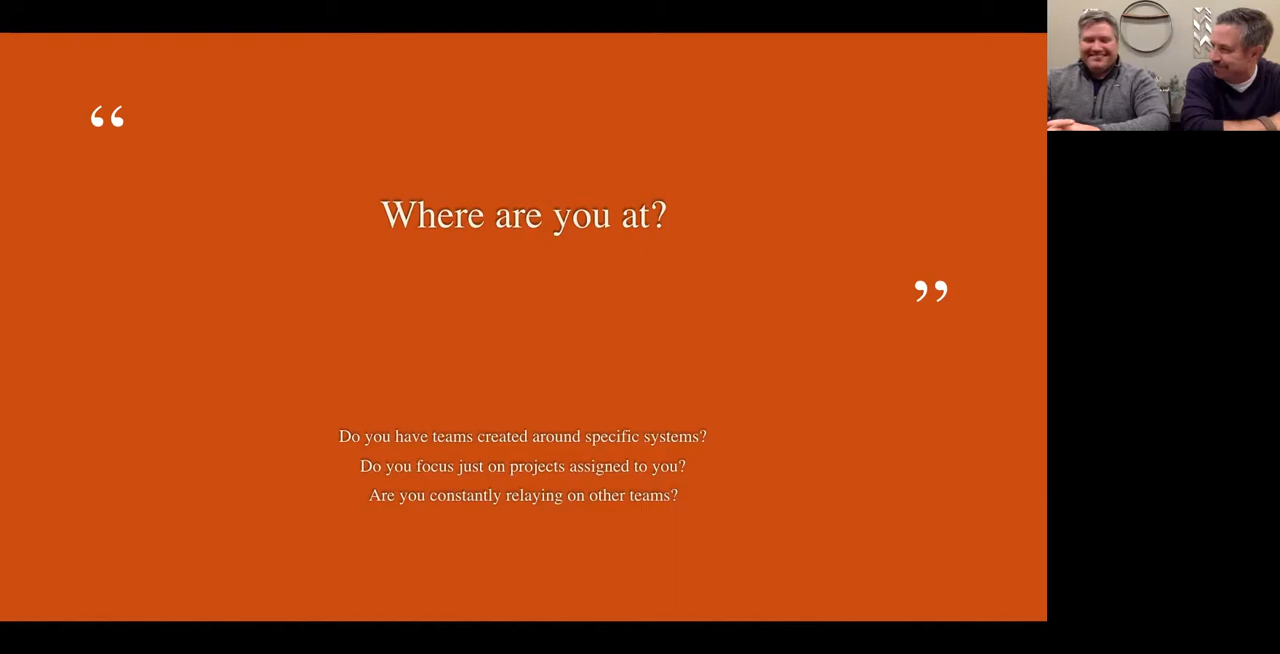 “
Where are you at?
”
Do you have teams created around specific systems?
Do you focus just on projects assigned to you?
Are you constantly relaying on other teams?